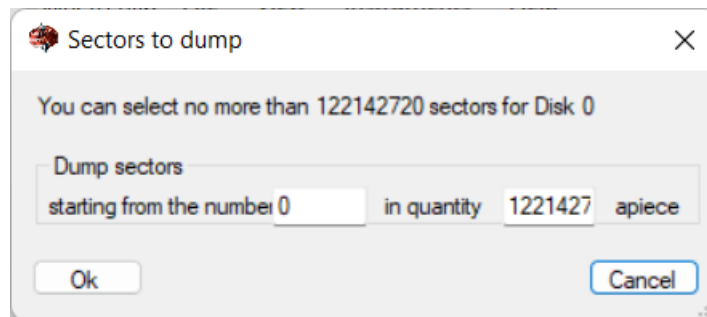 Sectors to dump
You can select no more than 122142720 sectors for Disk 0
Dump sectors
starting from the number 0 in quantity 1221427 apiece
Ok Cancel